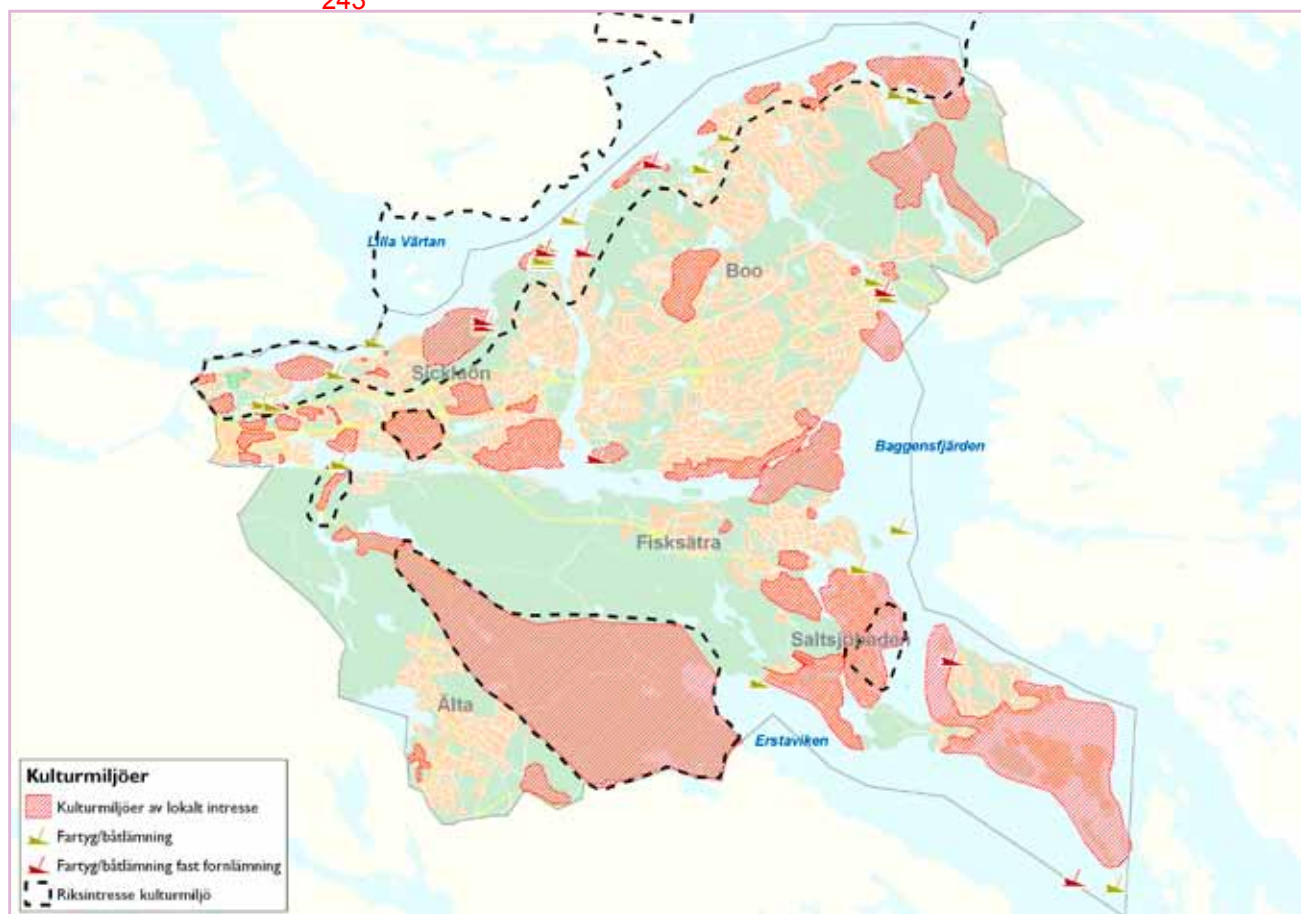 243
Lilla Värtan
Boo
Sicklaön
Baggensfjärden
Fisksätra
Saltsjöbaden
Älta
Erstaviken
Kulturmiljöer
Kulturmiljöer av lokalt intresse
Fartyg/båtlämning
Fartyg/båtlämning fast fornlämning
Riksintresse kulturmiljö